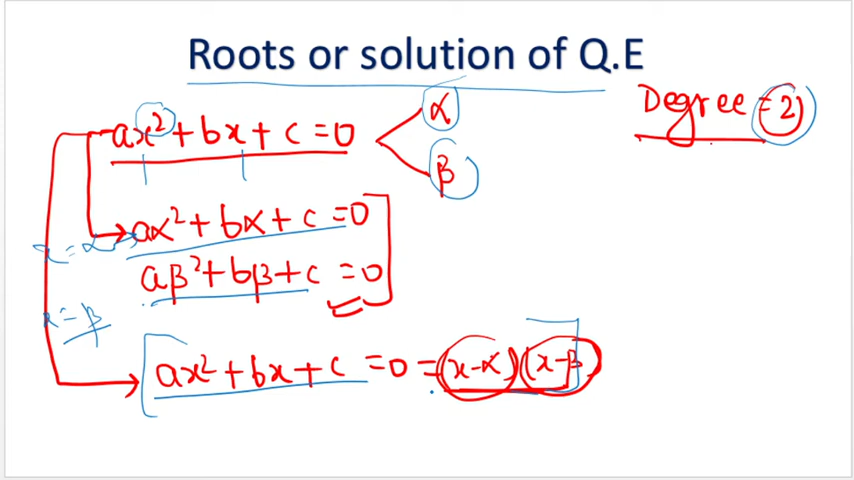 Roots or solution of Q.E
Degree = 2
ax² + bx + c = 0
α
β
aα² + bα + c = 0
x = α
aβ² + bβ + c = 0
x = β
ax² + bx + c = 0 = (x-α)(x-β)